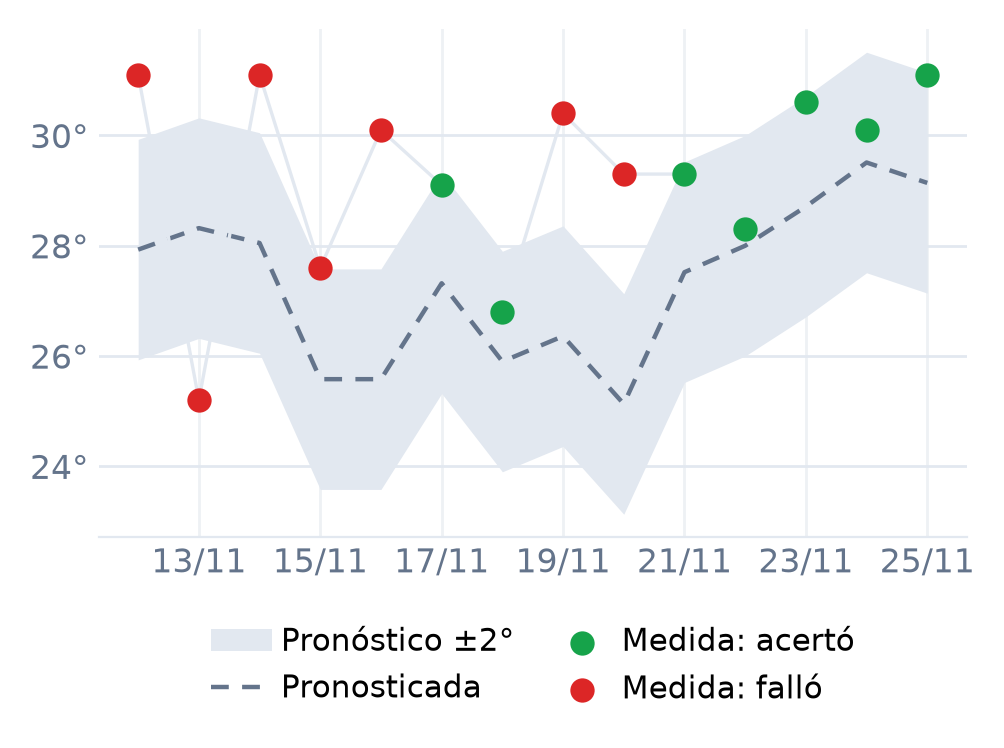 30°
28°
26°
24°
13/11 15/11 17/11 19/11 21/11 23/11 25/11
Pronóstico ±2°
Pronosticada
Medida: acertó
Medida: falló